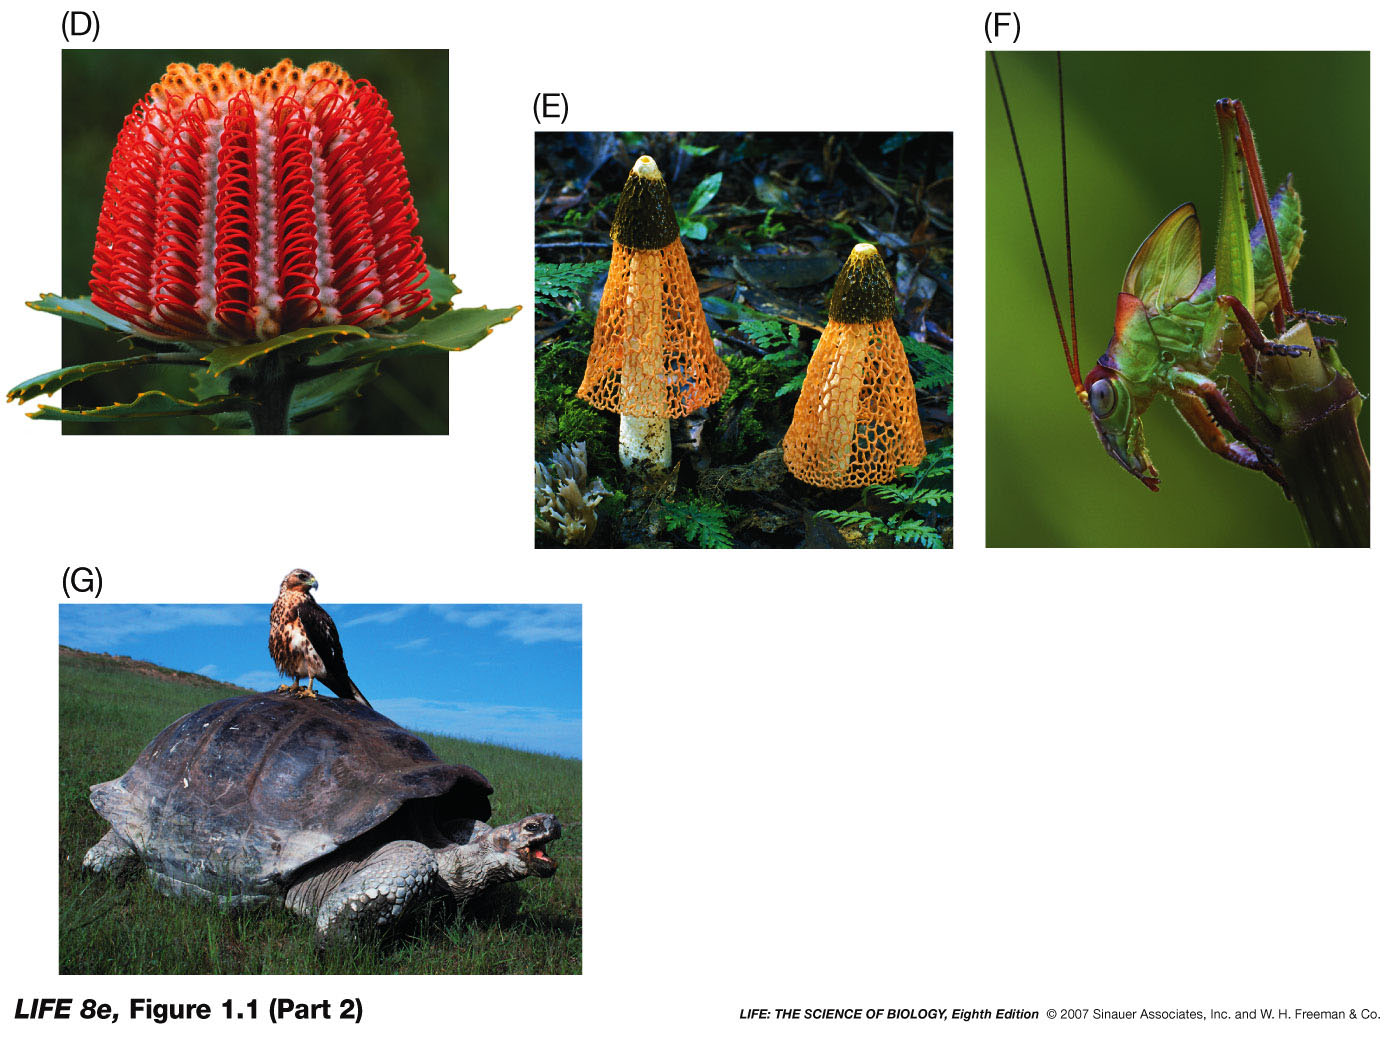 (D)
(E)
(F)
(G)
LIFE 8e, Figure 1.1 (Part 2)
LIFE: THE SCIENCE OF BIOLOGY, Eighth Edition © 2007 Sinauer Associates, Inc. and W. H. Freeman & Co.